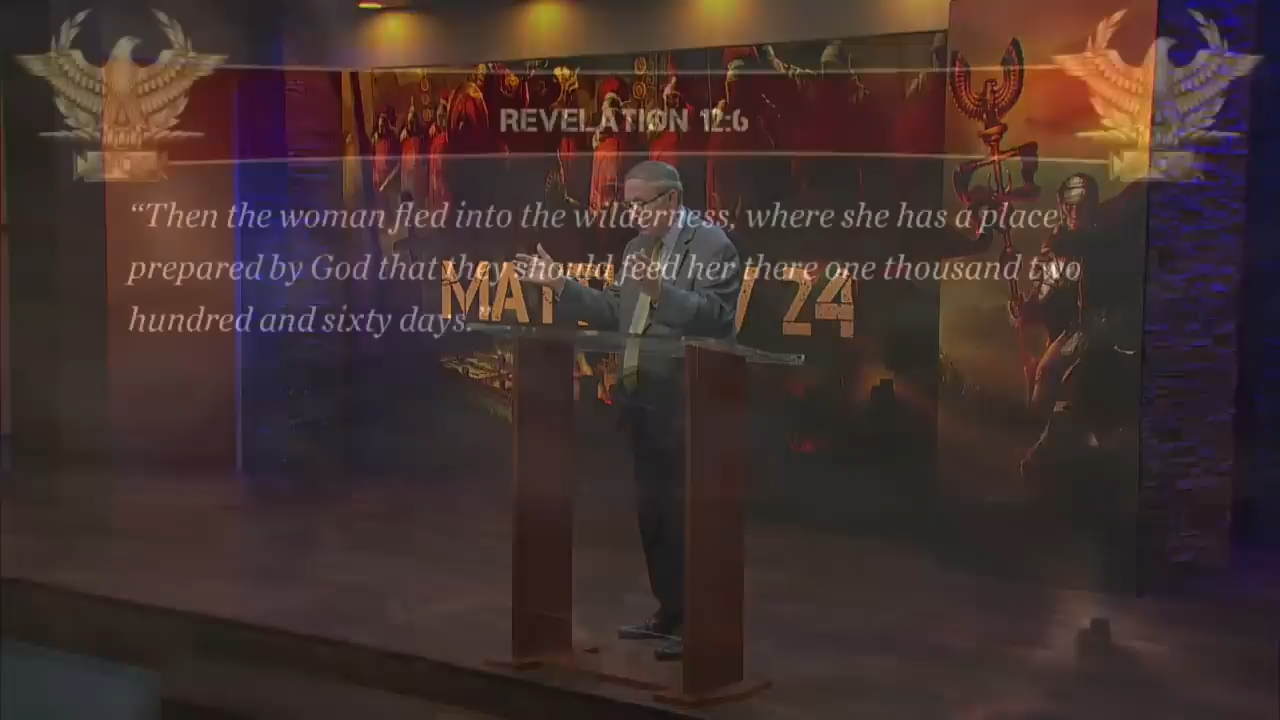 REVELATION 12:6
“Then the woman fled into the wilderness, where she has a place
prepared by God that they should feed her there one thousand two
hundred and sixty days.
MAT 24